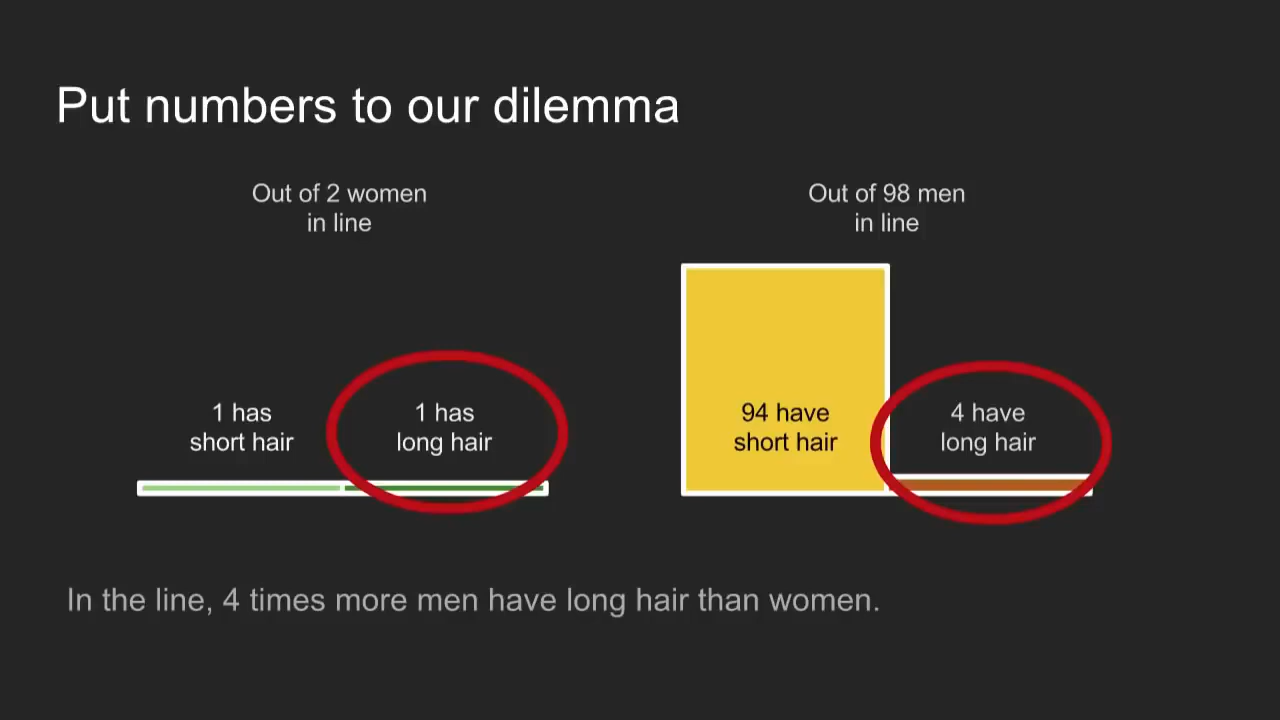 Put numbers to our dilemma
Out of 2 women
in line
Out of 98 men
in line
1 has
short hair
1 has
long hair
94 have
short hair
4 have
long hair
In the line, 4 times more men have long hair than women.